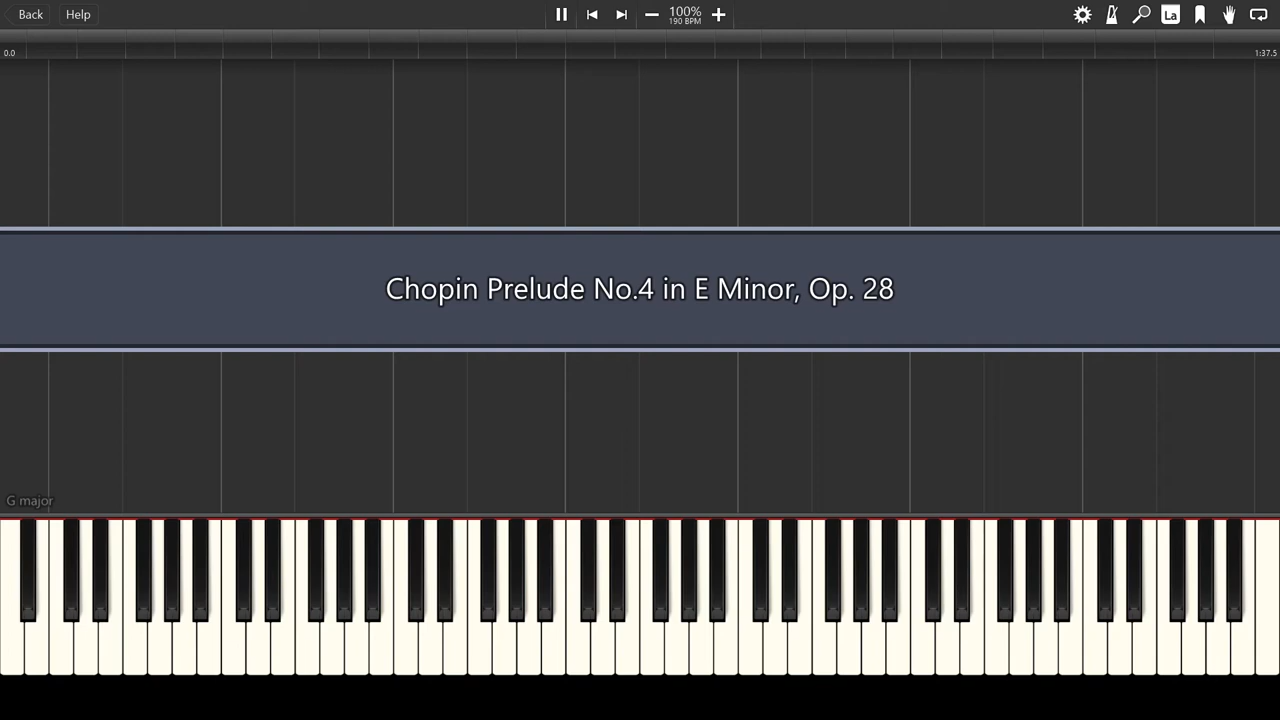 Back
Help
100%
190 BPM
La
0.0
1:37.5
Chopin Prelude No.4 in E Minor, Op. 28
G major